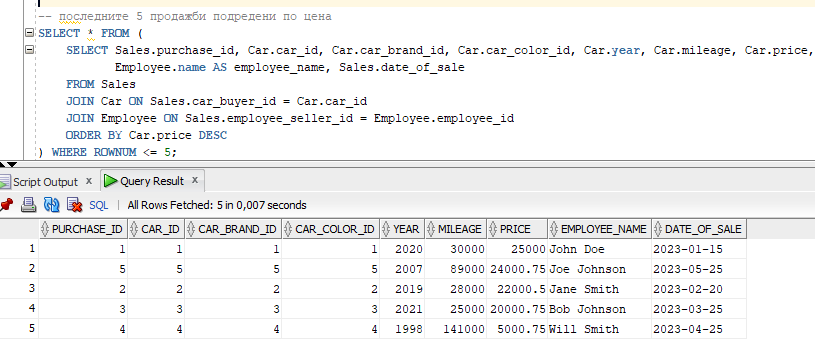 -- последните 5 продажби подредени по цена
SELECT * FROM (
SELECT Sales.purchase_id, Car.car_id, Car.car_brand_id, Car.car_color_id, Car.year, Car.mileage, Car.price,
Employee.name AS employee_name, Sales.date_of_sale
FROM Sales
JOIN Car ON Sales.car_buyer_id = Car.car_id
JOIN Employee ON Sales.employee_seller_id = Employee.employee_id
ORDER BY Car.price DESC
) WHERE ROWNUM <= 5;
Script Output x Query Result x
SQL | All Rows Fetched: 5 in 0,007 seconds
PURCHASE_ID CAR_ID CAR_BRAND_ID CAR_COLOR_ID YEAR MILEAGE PRICE EMPLOYEE_NAME DATE_OF_SALE
1 1 1 1 1 2020 30000 25000 John Doe 2023-01-15
2 5 5 5 5 2007 89000 24000.75 Joe Johnson 2023-05-25
3 2 2 2 2 2019 28000 22000.5 Jane Smith 2023-02-20
4 3 3 3 3 2021 25000 20000.75 Bob Johnson 2023-03-25
5 4 4 4 4 1998 141000 5000.75 Will Smith 2023-04-25